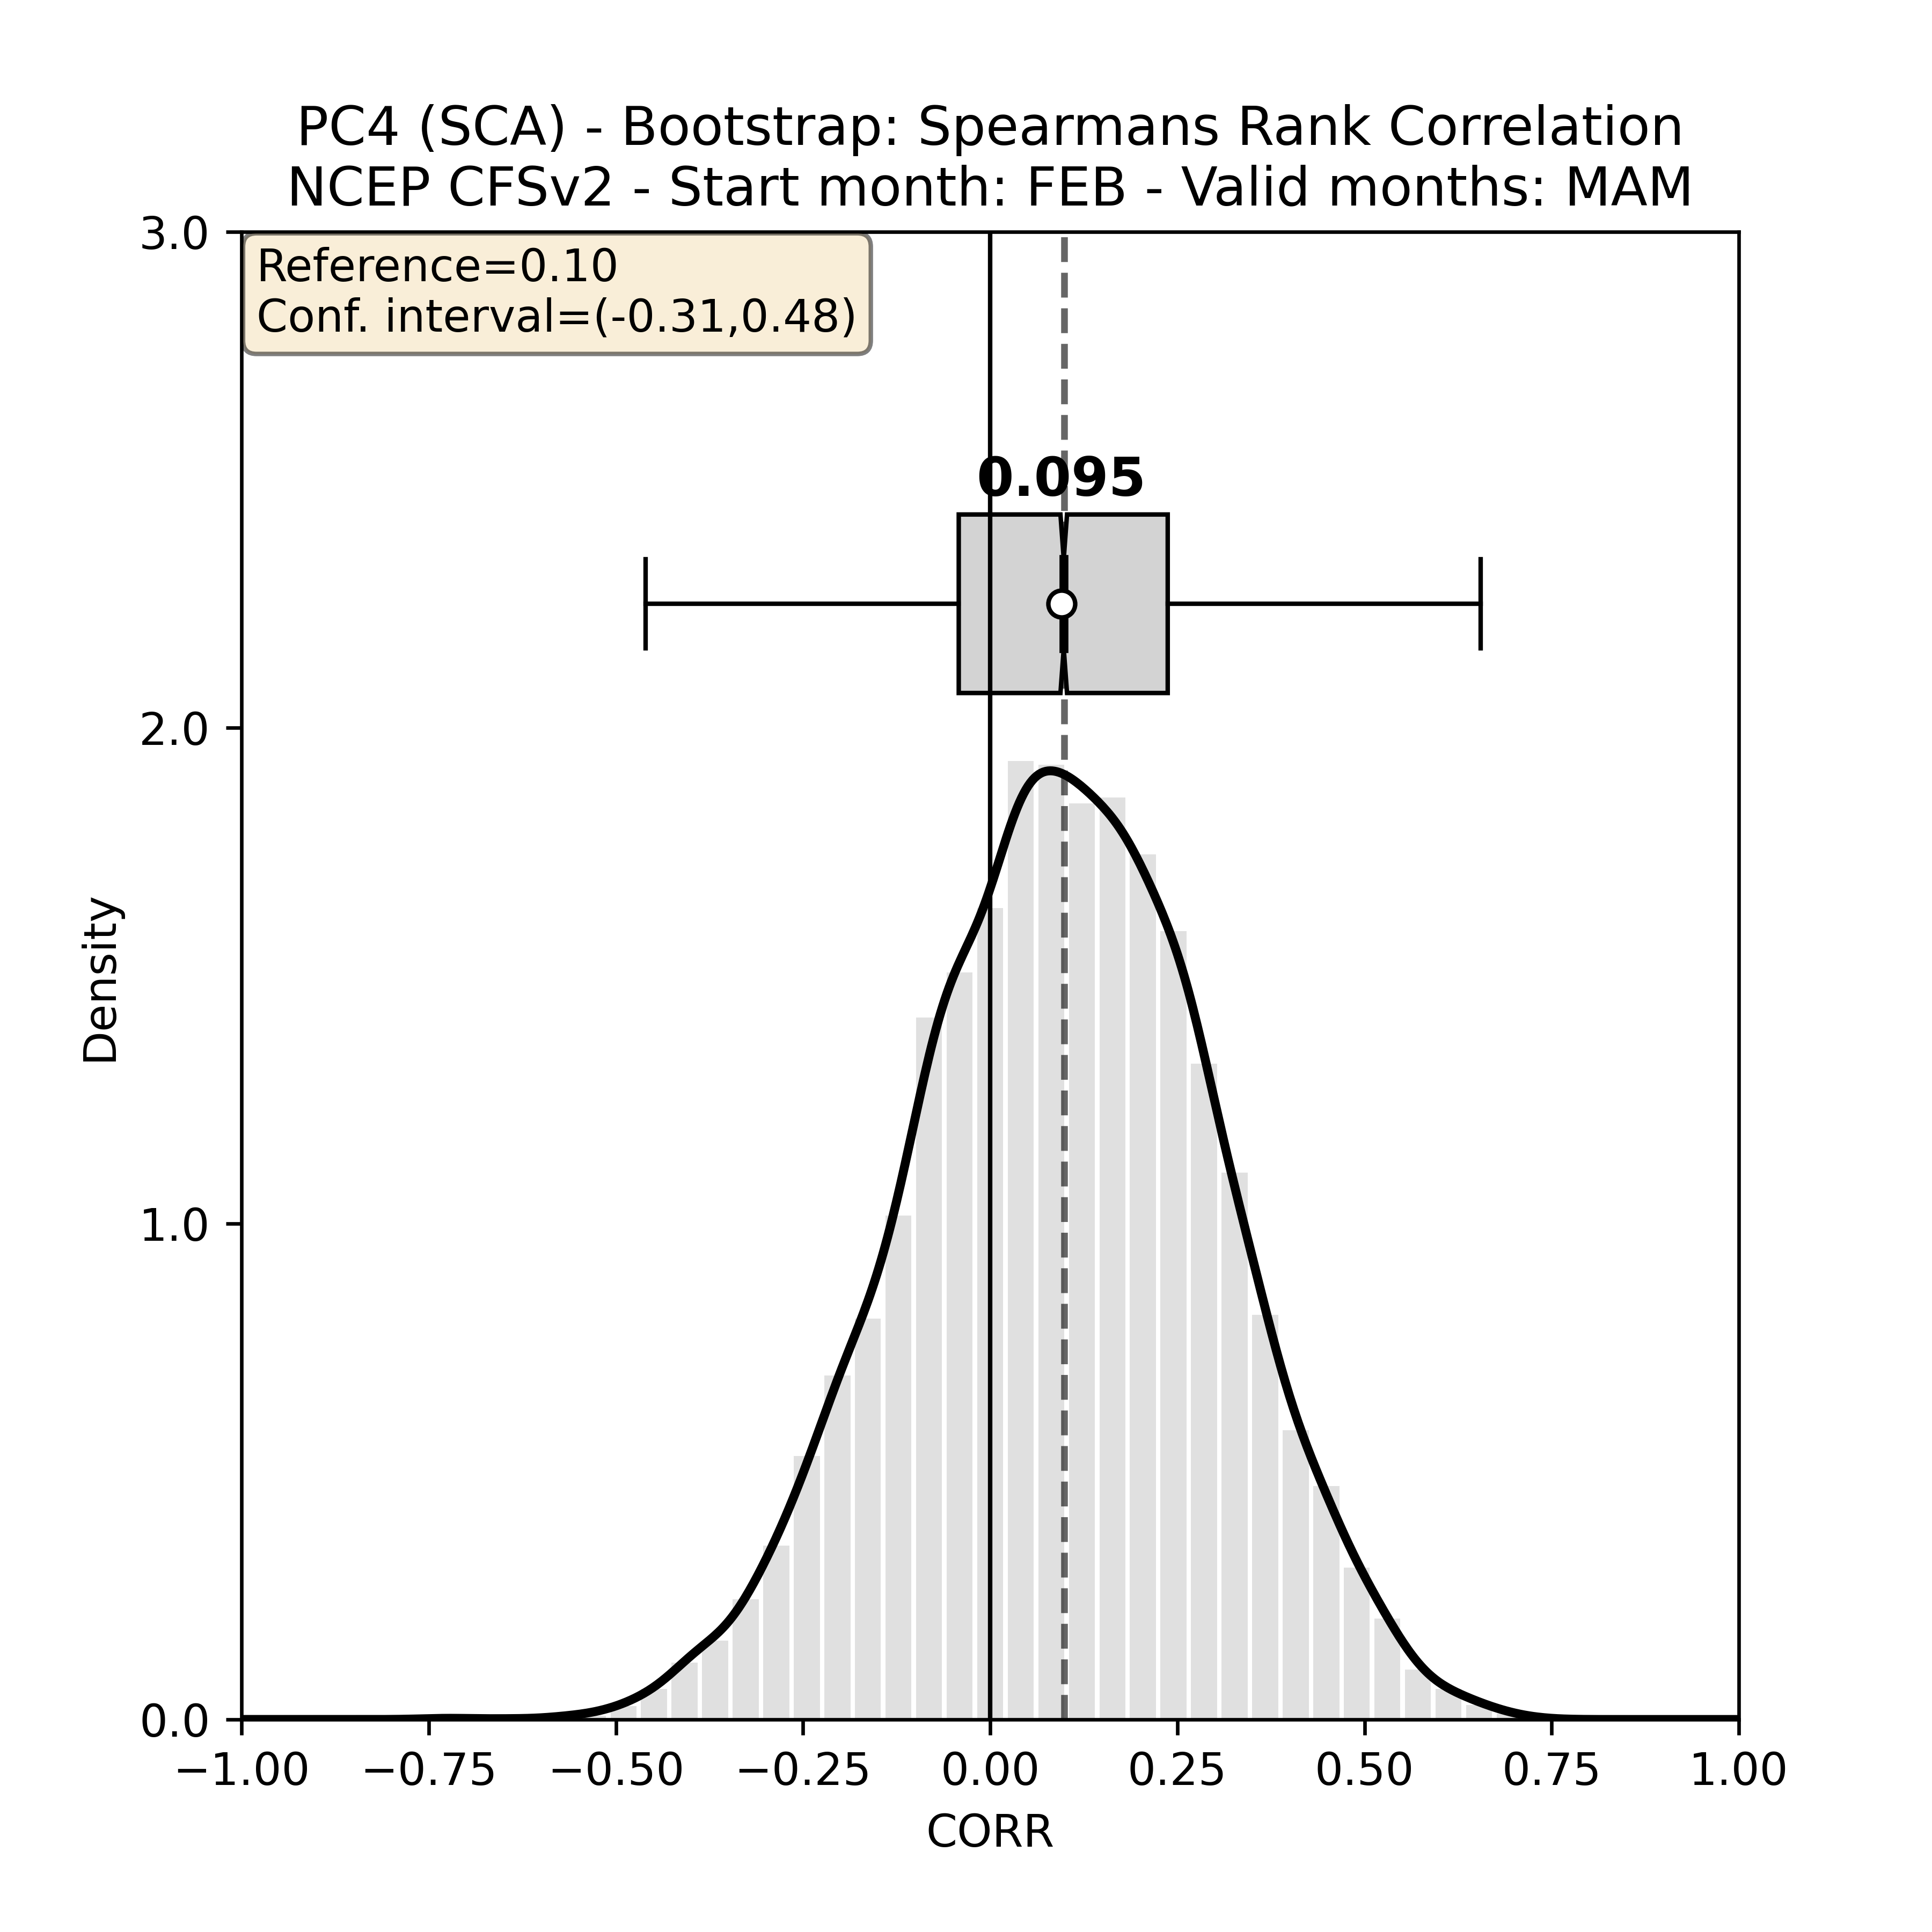 PC4 (SCA) - Bootstrap: Spearmans Rank Correlation
NCEP CFSv2 - Start month: FEB - Valid months: MAM
Reference=0.10
Conf. interval=(-0.31,0.48)
0.095
3.0
2.0
1.0
0.0
Density
−1.00 −0.75 −0.50 −0.25 0.00 0.25 0.50 0.75 1.00
CORR